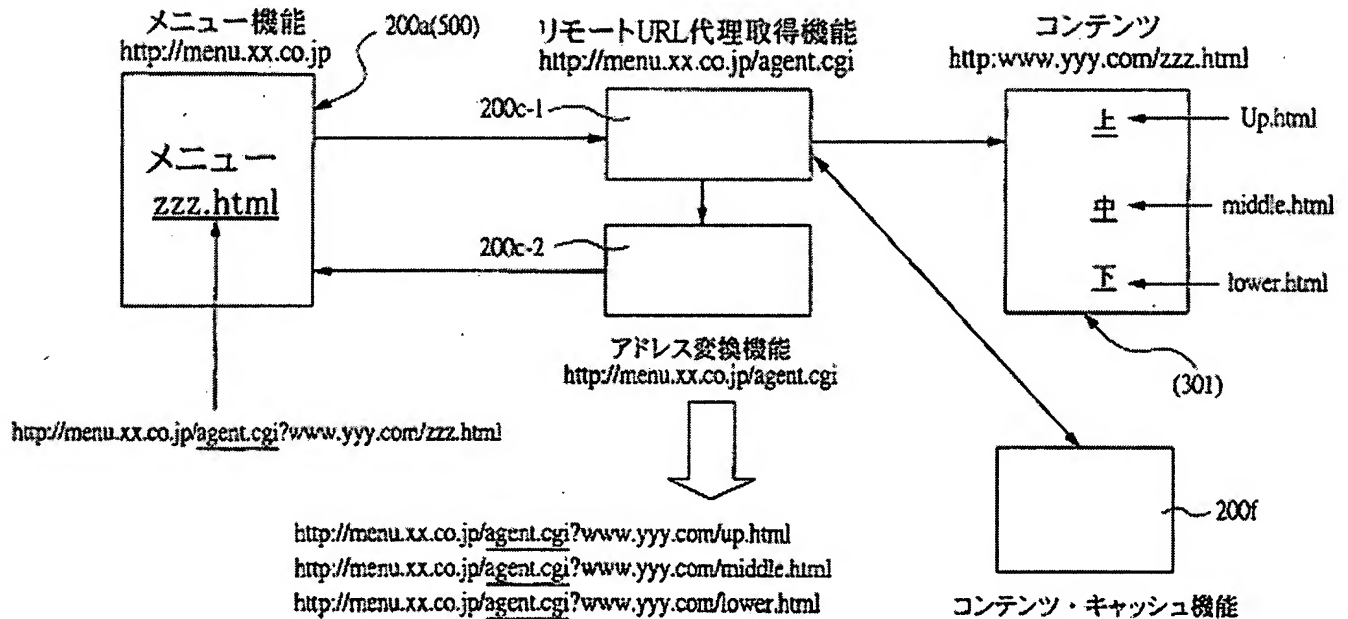 メニュー機能
http://menu.xx.co.jp
200a(500)
リモートURL代理取得機能
http://menu.xx.co.jp/agent.cgi
コンテンツ
http:www.yyy.com/zzz.html
200c-1
メニュー
zzz.html
上
Up.html
中
middle.html
下
lower.html
200c-2
アドレス変換機能
http://menu.xx.co.jp/agent.cgi
(301)
http://menu.xx.co.jp/agent.cgi?www.yyy.com/zzz.html
200f
http://menu.xx.co.jp/agent.cgi?www.yyy.com/up.html
http://menu.xx.co.jp/agent.cgi?www.yyy.com/middle.html
http://menu.xx.co.jp/agent.cgi?www.yyy.com/lower.html
コンテンツ・キャッシュ機能